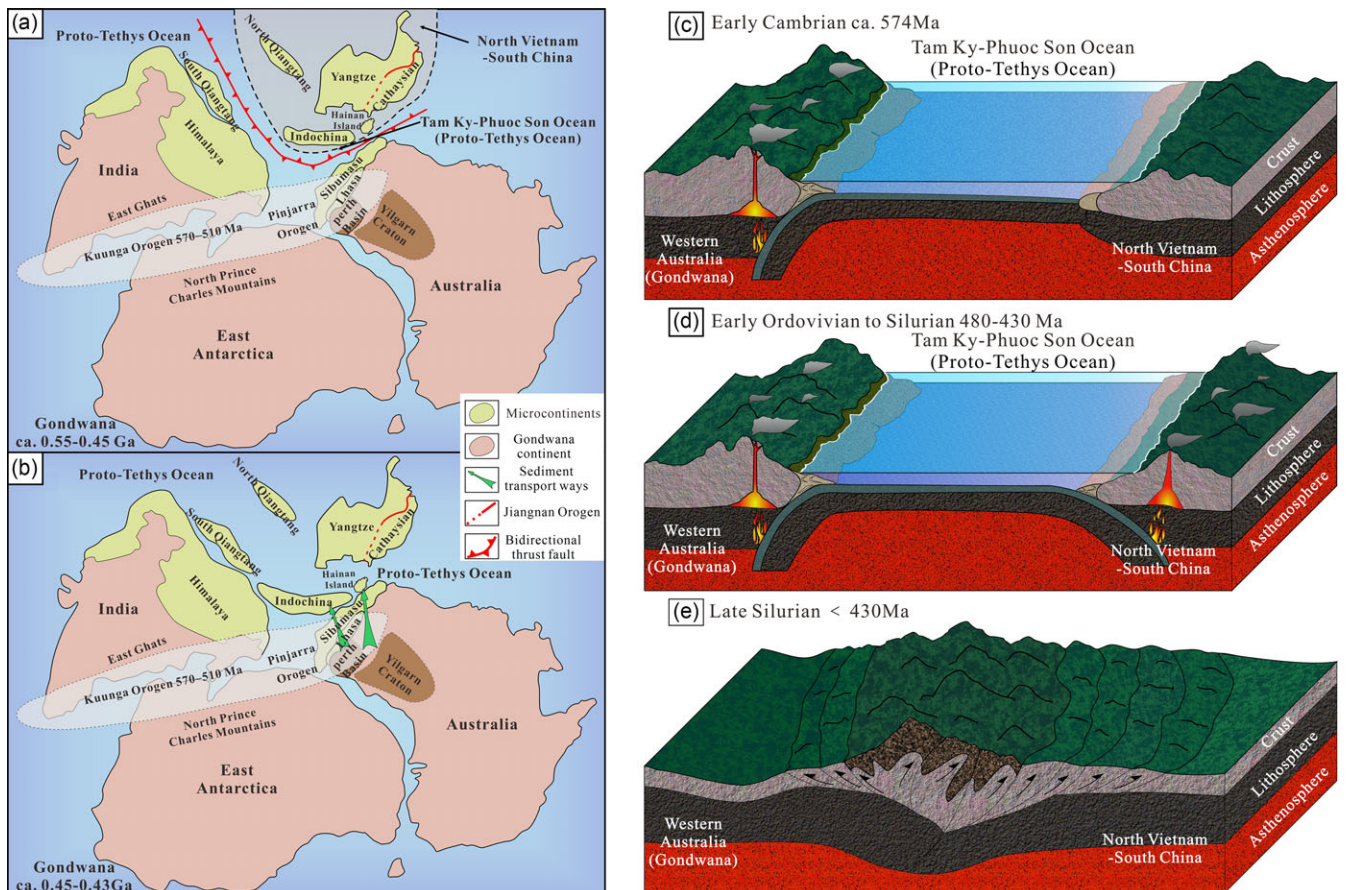 (a)
Proto-Tethys Ocean
North Qiangtang
North Vietnam
-South China
South Qiangtang
Yangtze
Cathaysian
Hainan
Island
Indochina
Tam Ky-Phuoc Son Ocean
(Proto-Tethys Ocean)
Himalaya
India
Sibumasu
Lhasa
East Ghats
Pinjarra
Orogen
perth
Basin
Yilgarn
Craton
Kuunga Orogen 570-510 Ma
North Prince
Charles Mountains
Australia
East
Antarctica
Gondwana
ca. 0.55-0.45 Ga
Microcontinents
Gondwana
continent
Sediment
transport ways
Jiangnan Orogen
Bidirectional
thrust fault
(b)
Proto-Tethys Ocean
North Qiangtang
South Qiangtang
Yangtze
Cathaysian
Hainan
Island
Proto-Tethys Ocean
Indochina
Himalaya
India
Sibumasu
Lhasa
East Ghats
Pinjarra
Orogen
perth
Basin
Yilgarn
Craton
Kuunga Orogen 570-510 Ma
North Prince
Charles Mountains
Australia
East
Antarctica
Gondwana
ca. 0.45-0.43Ga
(c) Early Cambrian ca. 574Ma
Tam Ky-Phuoc Son Ocean
(Proto-Tethys Ocean)
Western
Australia
(Gondwana)
North Vietnam
-South China
Crust
Lithosphere
Asthenosphere
(d) Early Ordovivian to Silurian 480-430 Ma
Tam Ky-Phuoc Son Ocean
(Proto-Tethys Ocean)
Western
Australia
(Gondwana)
North Vietnam
-South China
Crust
Lithosphere
Asthenosphere
(e) Late Silurian < 430Ma
Western
Australia
(Gondwana)
North Vietnam
-South China
Crust
Lithosphere
Asthenosphere